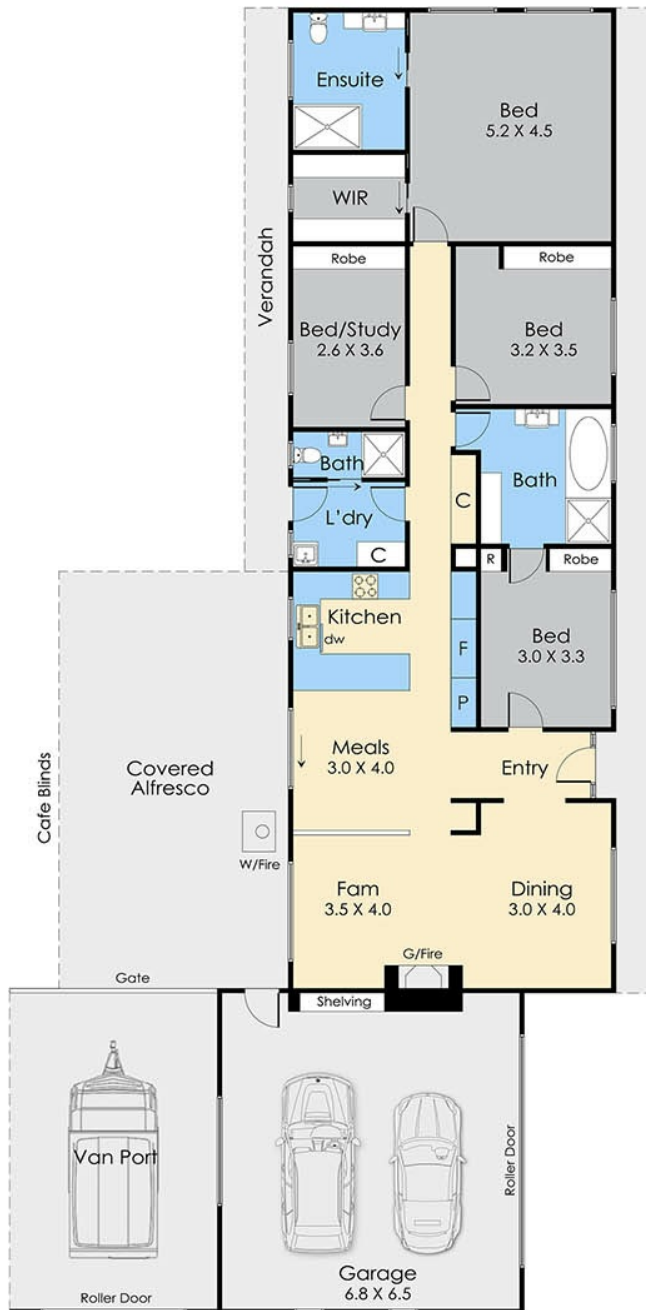 Ensuite
Bed
5.2 X 4.5
WIR
Verandah
Robe
Robe
Bed/Study
2.6 X 3.6
Bed
3.2 X 3.5
Bath
Bath
C
L'dry
C
R
Robe
Kitchen
dw
F
Bed
3.0 X 3.3
P
Meals
3.0 X 4.0
Entry
Covered
Alfresco
Cafe Blinds
W/Fire
Fam
3.5 X 4.0
Dining
3.0 X 4.0
G/Fire
Gate
Shelving
Van Port
Roller Door
Garage
6.8 X 6.5
Roller Door